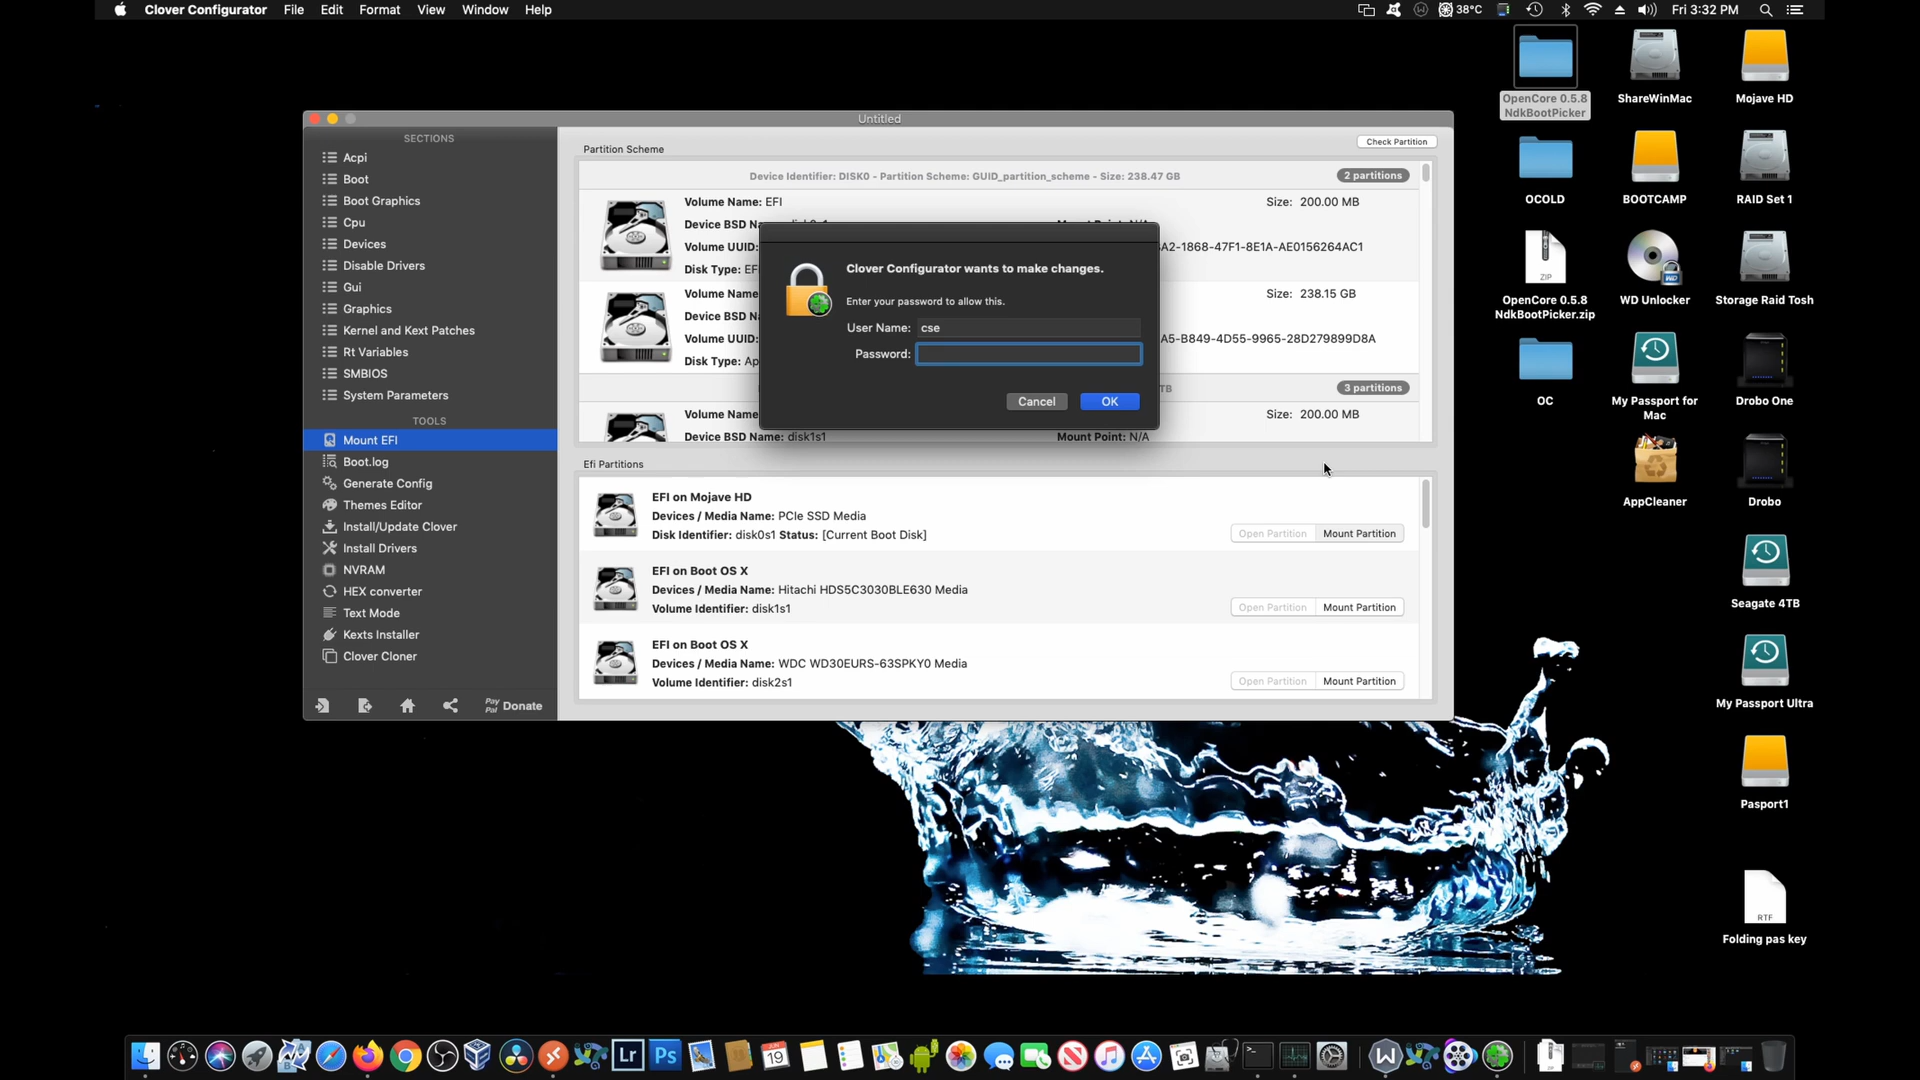 Clover Configurator File Edit Format View Window Help
38°C Fri 3:32 PM
Untitled
SECTIONS
Acpi
Boot
Boot Graphics
Cpu
Devices
Disable Drivers
Gui
Graphics
Kernel and Kext Patches
Rt Variables
SMBIOS
System Parameters
TOOLS
Mount EFI
Boot.log
Generate Config
Themes Editor
Install/Update Clover
Install Drivers
NVRAM
HEX converter
Text Mode
Kexts Installer
Clover Cloner
Pay Pal Donate
Partition Scheme
Check Partition
Device Identifier: DISK0 - Partition Scheme: GUID_partition_scheme - Size: 238.47 GB
2 partitions
Volume Name: EFI
Size: 200.00 MB
Device BSD
Volume UUID:
A2-1868-47F1-8E1A-AE0156264AC1
Disk Type:
Volume Name
Size: 238.15 GB
Device BSD
Volume UUID:
A5-B849-4D55-9965-28D279899D8A
Disk Type: Ap
TB
3 partitions
Volume Name
Size: 200.00 MB
Device BSD Name: disk1s1
Mount Point: N/A
Clover Configurator wants to make changes.
Enter your password to allow this.
User Name: cse
Password:
Cancel
OK
Efi Partitions
EFI on Mojave HD
Devices / Media Name: PCIe SSD Media
Disk Identifier: disk0s1 Status: [Current Boot Disk]
Open Partition
Mount Partition
EFI on Boot OS X
Devices / Media Name: Hitachi HDS5C3030BLE630 Media
Volume Identifier: disk1s1
Open Partition
Mount Partition
EFI on Boot OS X
Devices / Media Name: WDC WD30EURS-63SPKY0 Media
Volume Identifier: disk2s1
Open Partition
Mount Partition
OpenCore 0.5.8
NdkBootPicker
ShareWinMac
Mojave HD
OCOLD
BOOTCAMP
RAID Set 1
ZIP
WD
OpenCore 0.5.8
NdkBootPicker.zip
WD Unlocker
Storage Raid Tosh
OC
My Passport for
Mac
Drobo One
AppCleaner
Drobo
Seagate 4TB
My Passport Ultra
Pasport1
RTF
Folding pas key
Lr
Ps
JUN
19